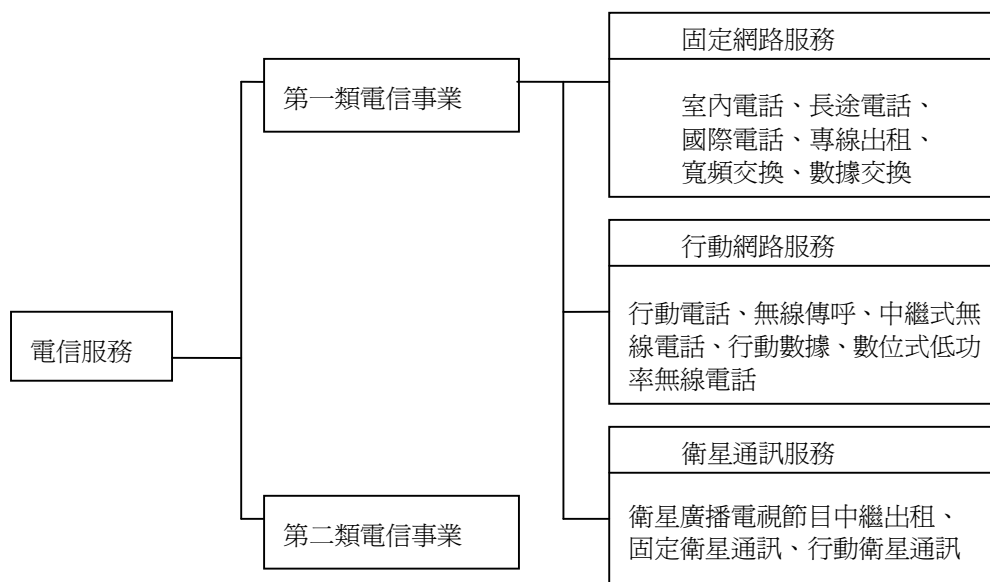 電信服務
第一類電信事業
第二類電信事業
固定網路服務
室內電話、長途電話、
國際電話、專線出租、
寬頻交換、數據交換
行動網路服務
行動電話、無線傳呼、中繼式無
線電話、行動數據、數位式低功
率無線電話
衛星通訊服務
衛星廣播電視節目中繼出租、
固定衛星通訊、行動衛星通訊